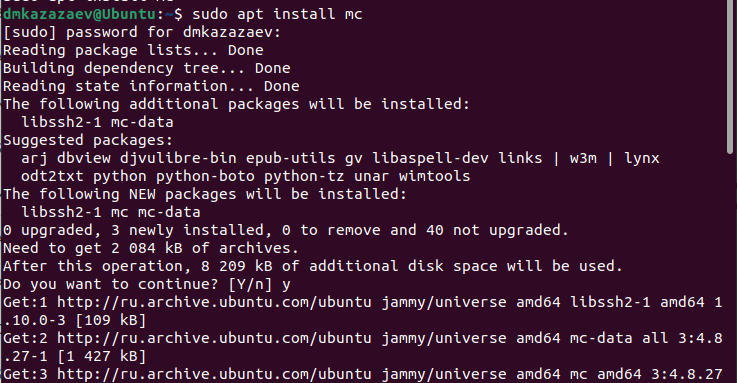 dmkazazaev@Ubuntu:~$ sudo apt install mc
[sudo] password for dmkazazaev:
Reading package lists... Done
Building dependency tree... Done
Reading state information... Done
The following additional packages will be installed:
  libssh2-1 mc-data
Suggested packages:
  arj dbview djvulibre-bin epub-utils gv libaspell-dev links | w3m | lynx
  odt2txt python python-boto python-tz unar wimtools
The following NEW packages will be installed:
  libssh2-1 mc mc-data
0 upgraded, 3 newly installed, 0 to remove and 40 not upgraded.
Need to get 2 084 kB of archives.
After this operation, 8 209 kB of additional disk space will be used.
Do you want to continue? [Y/n] y
Get:1 http://ru.archive.ubuntu.com/ubuntu jammy/universe amd64 libssh2-1 amd64 1
.10.0-3 [109 kB]
Get:2 http://ru.archive.ubuntu.com/ubuntu jammy/universe amd64 mc-data all 3:4.8
.27-1 [1 427 kB]
Get:3 http://ru.archive.ubuntu.com/ubuntu jammy/universe amd64 mc amd64 3:4.8.27